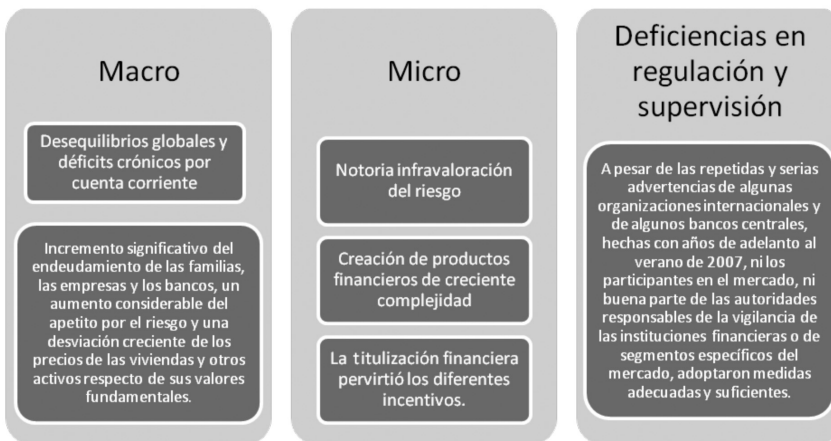 Macro
Desequilibrios globales y
déficits crónicos por
cuenta corriente
Incremento significativo del
endeudamiento de las familias,
las empresas y los bancos, un
aumento considerable del
apetito por el riesgo y una
desviación creciente de los
precios de las viviendas y otros
activos respecto de sus valores
fundamentales.
Micro
Notoria infravaloración
del riesgo
Creación de productos
financieros de creciente
complejidad
La titulización financiera
pervirtió los diferentes
incentivos.
Deficiencias en
regulación y
supervisión
A pesar de las repetidas y serias
advertencias de algunas
organizaciones internacionales y
de algunos bancos centrales,
hechas con años de adelanto al
verano de 2007, ni los
participantes en el mercado, ni
buena parte de las autoridades
responsables de la vigilancia de
las instituciones financieras o de
segmentos específicos del
mercado, adoptaron medidas
adecuadas y suficientes.